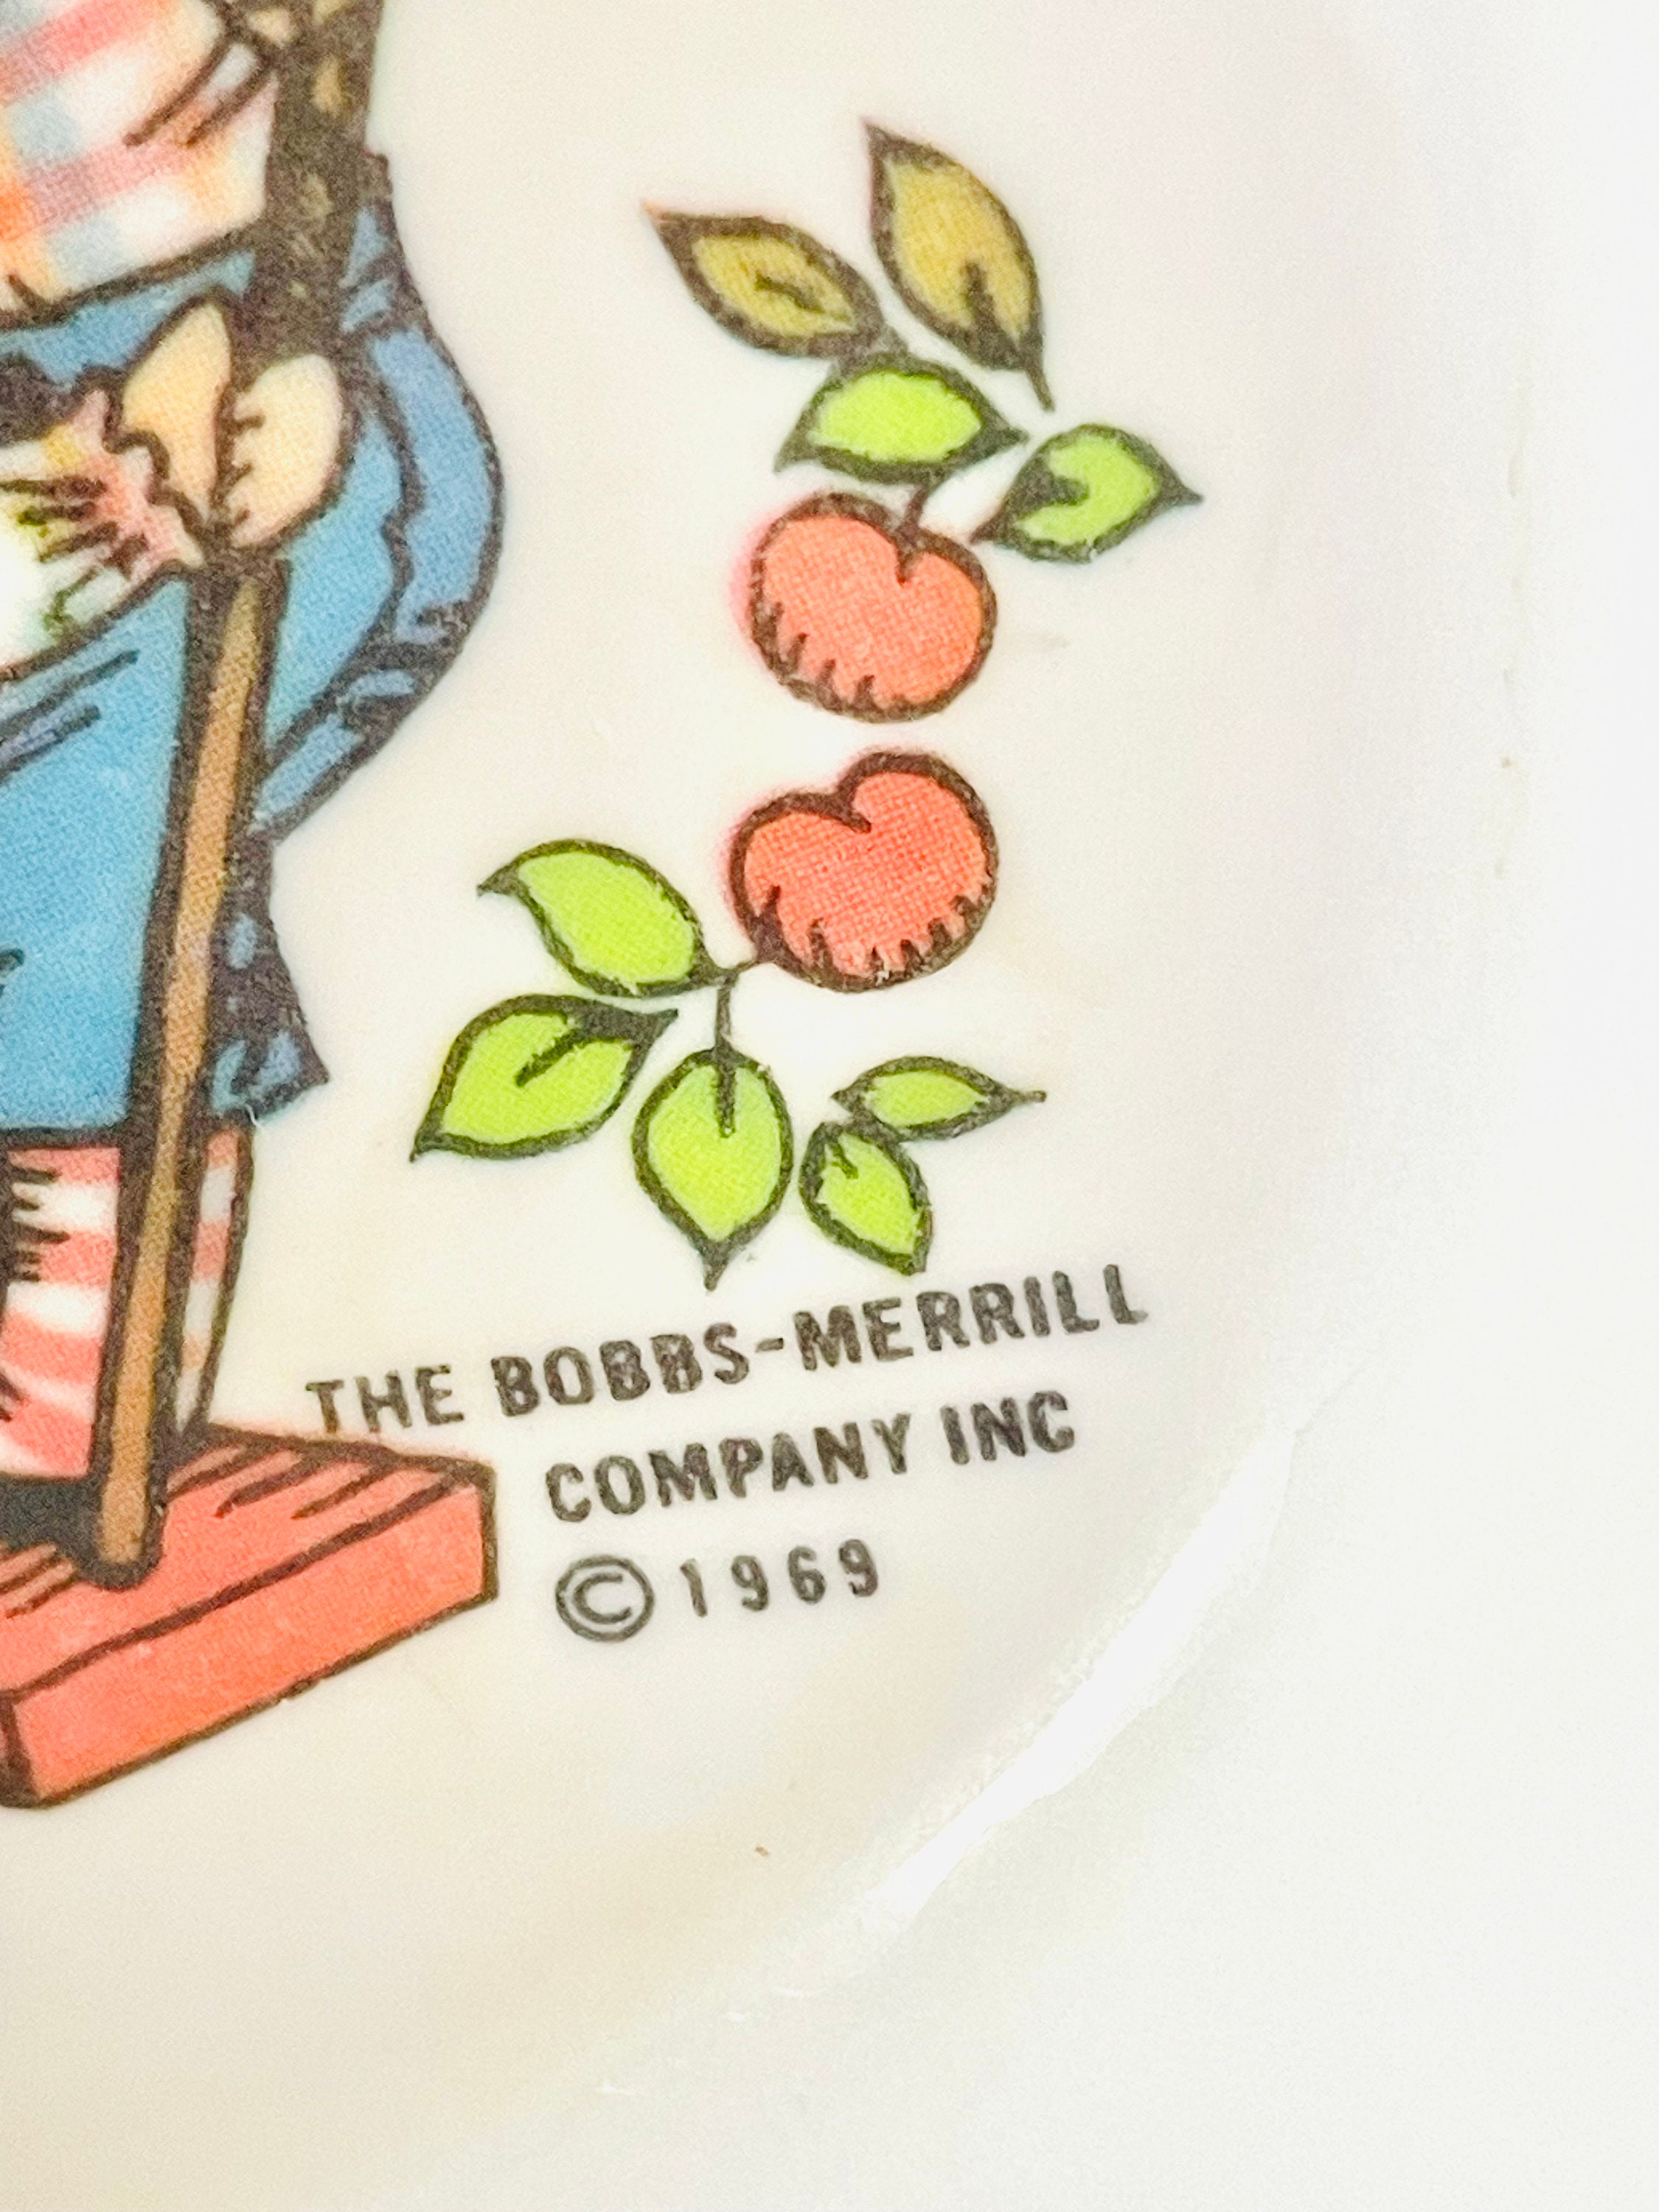 THE BOBBS-MERRILL
COMPANY INC
©1969